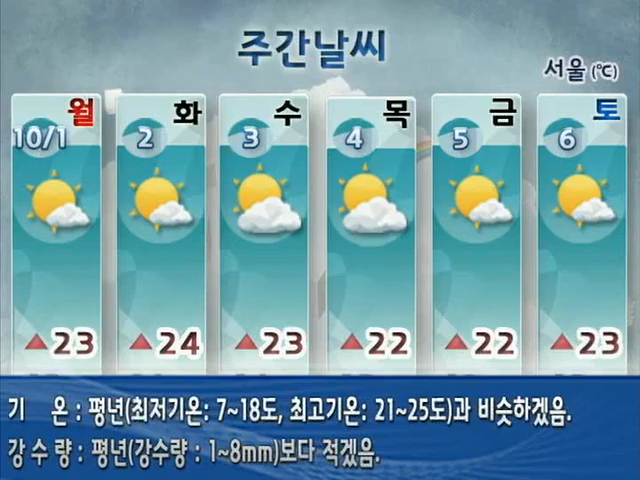 주간날씨
서울 (℃)
월 화 수 목 금 토
10/1 2 3 4 5 6
▲23 ▲24 ▲23 ▲22 ▲22 ▲23
기 온 : 평년(최저기온: 7~18도, 최고기온: 21~25도)과 비슷하겠음.
강 수 량 : 평년(강수량 : 1~8mm)보다 적겠음.